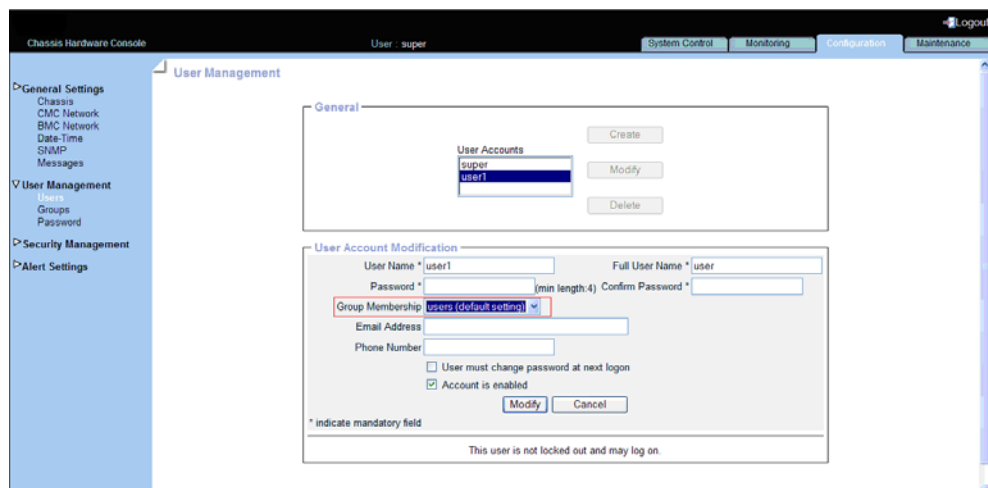 Logout
Chassis Hardware Console
User : super
System Control
Monitoring
Configuration
Maintenance
General Settings
Chassis
CMC Network
BMC Network
Date-Time
SNMP
Messages
User Management
Users
Groups
Password
Security Management
Alert Settings
User Management
General
User Accounts
super
user1
Create
Modify
Delete
User Account Modification
User Name * user1
Full User Name * user
Password * (min length:4) Confirm Password *
Group Membership users (default setting)
Email Address
Phone Number
User must change password at next logon
Account is enabled
Modify Cancel
* indicate mandatory field
This user is not locked out and may log on.